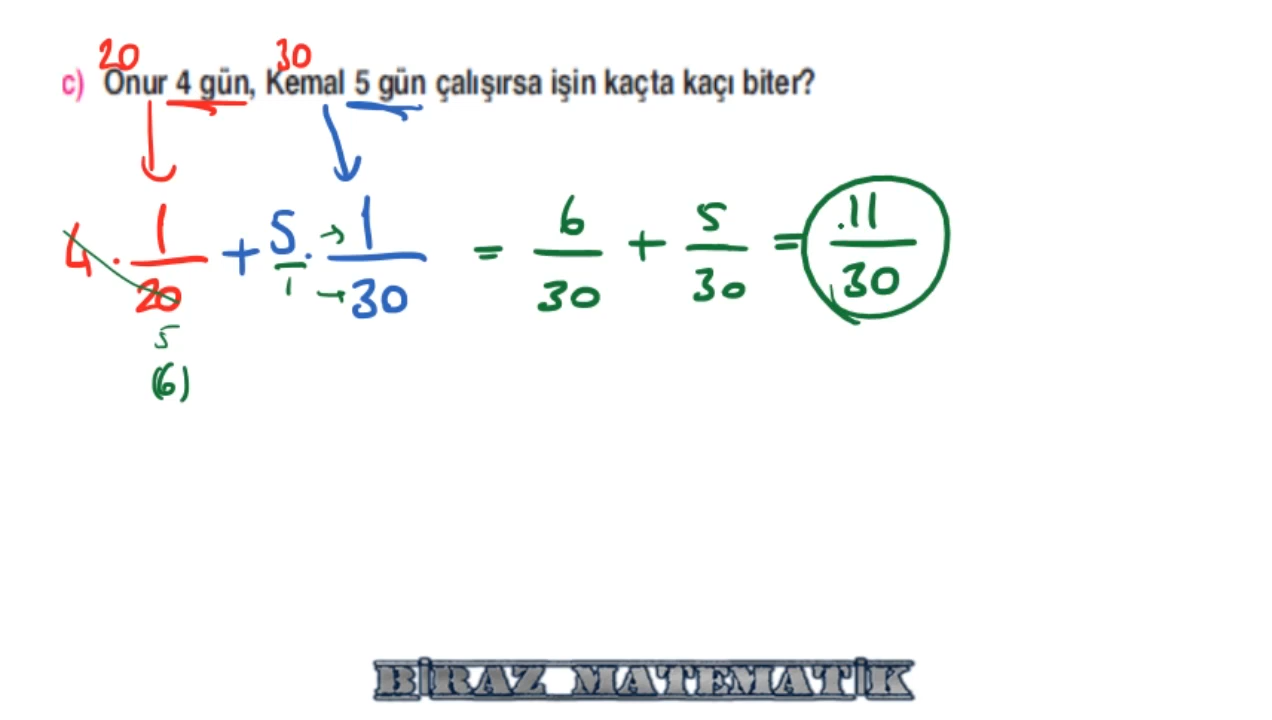 20 30
c) Onur 4 gün, Kemal 5 gün çalışırsa işin kaçta kaçı biter?
4 · 1/20 + 5/1 · 1/30 = 6/30 + 5/30 = 11/30
5
(6)
BİRAZ MATEMATİK